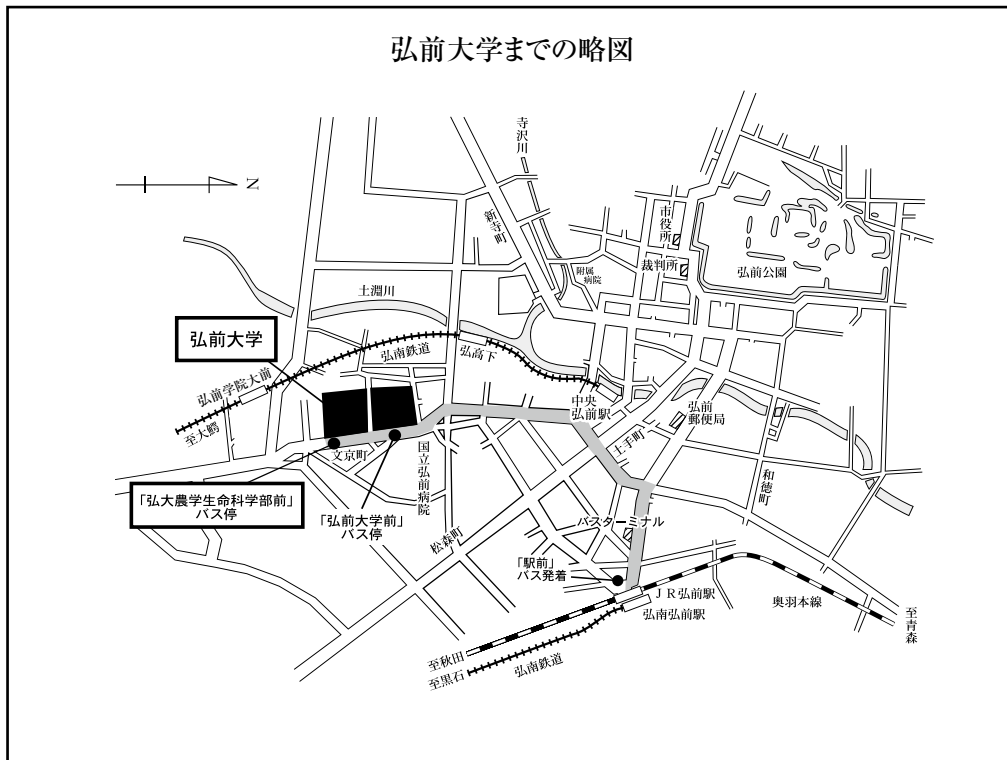 弘前大学までの略図
寺沢川
N
新寺町
市役所
裁判所
附属
病院
弘前公園
土淵川
弘前大学
弘南鉄道
弘高下
弘前学院大前
至大鰐
中央
弘前駅
弘前
郵便局
土手町
和徳町
文京町
国立弘前病院
「弘大農学生命科学部前」
バス停
「弘前大学前」
バス停
松森町
バスターミナル
「駅前」
バス発着
ＪＲ弘前駅
弘南弘前駅
奥羽本線
至青森
至秋田
至黒石
弘南鉄道